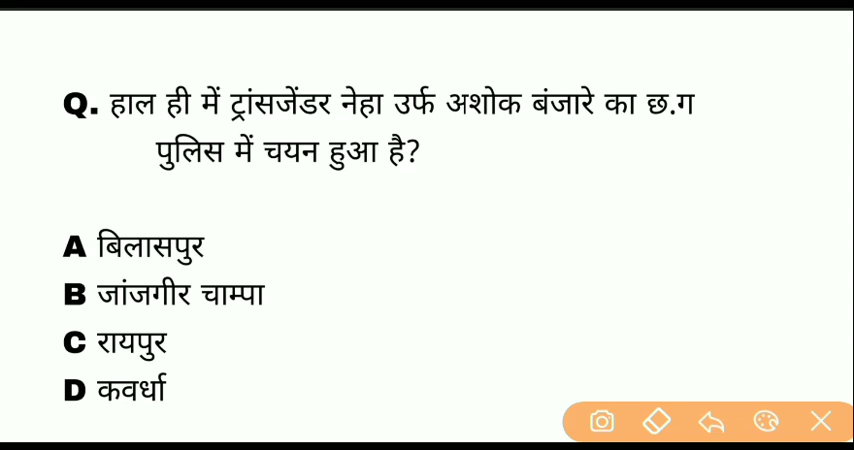 Q. हाल ही में ट्रांसजेंडर नेहा उर्फ अशोक बंजारे का छ.ग
पुलिस में चयन हुआ है?
A बिलासपुर
B जांजगीर चाम्पा
C रायपुर
D कवर्धा